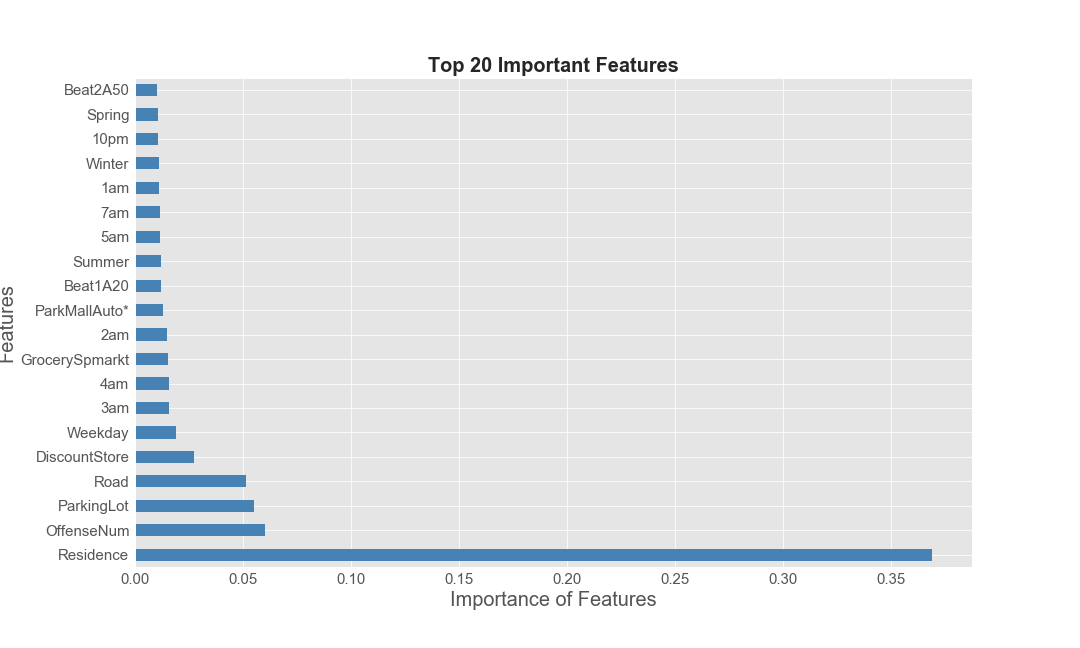 Top 20 Important Features
Beat2A50
Spring
10pm
Winter
1am
7am
5am
Summer
Beat1A20
ParkMallAuto*
2am
GrocerySpmarkt
4am
3am
Weekday
DiscountStore
Road
ParkingLot
OffenseNum
Residence
Features
0.00 0.05 0.10 0.15 0.20 0.25 0.30 0.35
Importance of Features